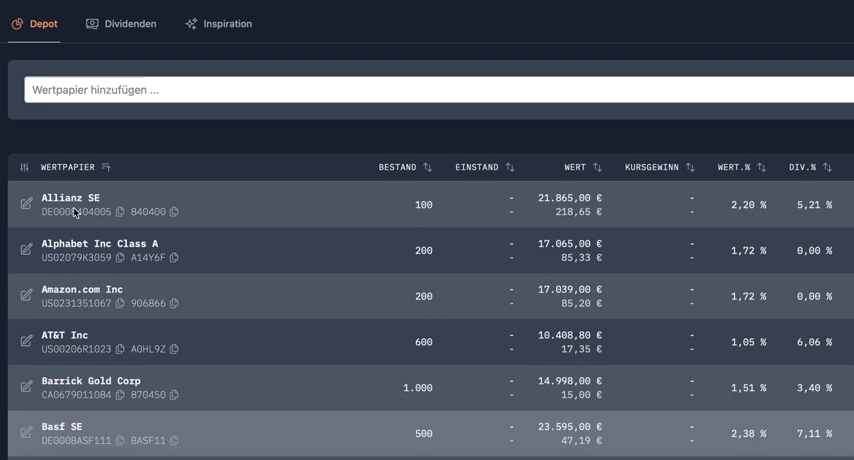 Depot Dividenden Inspiration
Wertpapier hinzufügen ...
WERTPAPIER BESTAND EINSTAND WERT KURSGEWINN WERT.% DIV.%
Allianz SE 100 - 21.865,00 € - 2,20 % 5,21 %
840400 - 218,65 € -
Alphabet Inc Class A 200 - 17.065,00 € - 1,72 % 0,00 %
US02079K3059 A14Y6F - 85,33 € -
Amazon.com Inc 200 - 17.039,00 € - 1,72 % 0,00 %
US0231351067 906866 - 85,20 € -
AT&T Inc 600 - 10.408,80 € - 1,05 % 6,06 %
US00206R1023 A0HL9Z - 17,35 € -
Barrick Gold Corp 1.000 - 14.998,00 € - 1,51 % 3,40 %
CA0679011084 870450 - 15,00 € -
Basf SE 500 - 23.595,00 € - 2,38 % 7,11 %
DE000BASF111 BASF11 - 47,19 € -